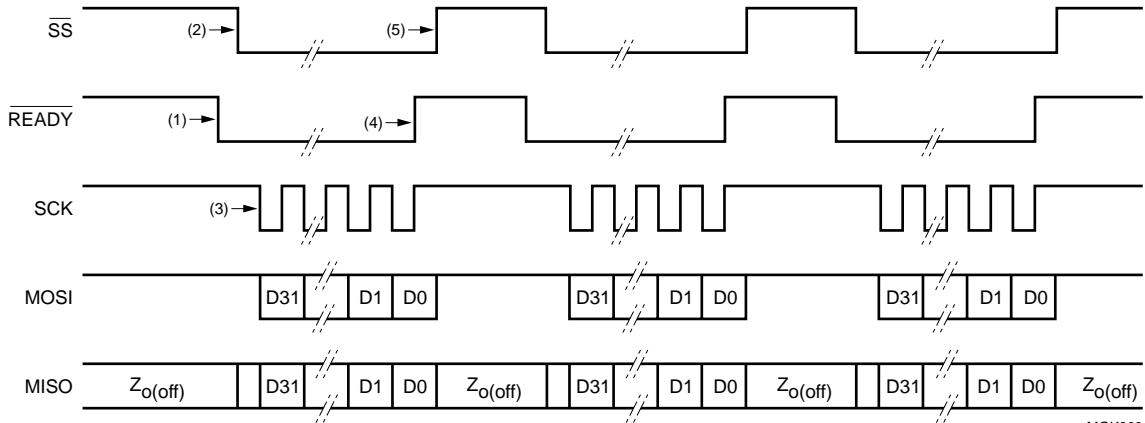 SS (2) (5)
READY (1) (4)
SCK (3)
MOSI D31 D1 D0 D31 D1 D0 D31 D1 D0
MISO Zo(off) D31 D1 D0 Zo(off) D31 D1 D0 Zo(off) D31 D1 D0 Zo(off)